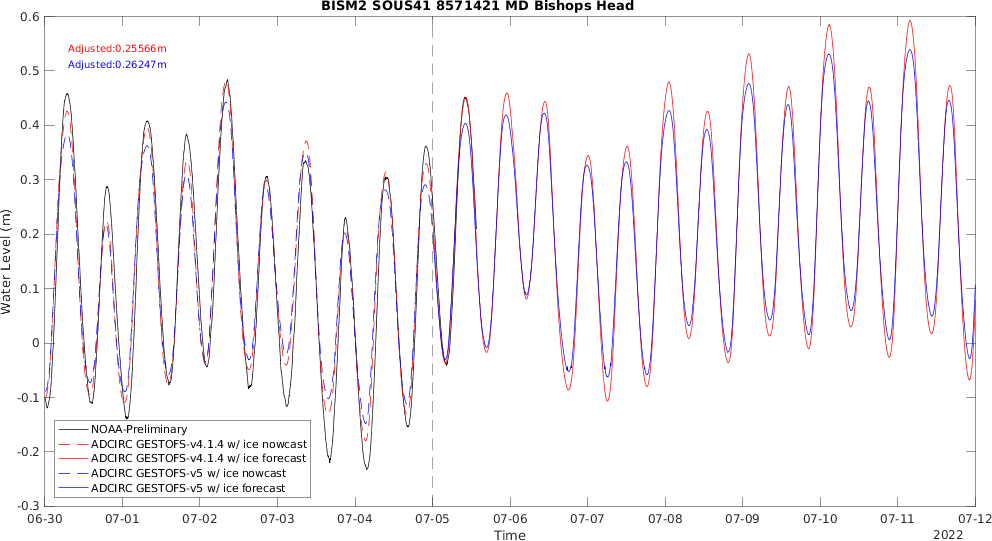 BISM2 SOUS41 8571421 MD Bishops Head
Adjusted:0.25566m
Adjusted:0.26247m
0.6
0.5
0.4
0.3
0.2
0.1
0
-0.1
-0.2
-0.3
Water Level (m)
NOAA-Preliminary
ADCIRC GESTOFS-v4.1.4 w/ ice nowcast
ADCIRC GESTOFS-v4.1.4 w/ ice forecast
ADCIRC GESTOFS-v5 w/ ice nowcast
ADCIRC GESTOFS-v5 w/ ice forecast
06-30 07-01 07-02 07-03 07-04 07-05 07-06 07-07 07-08 07-09 07-10 07-11 07-12
Time
2022